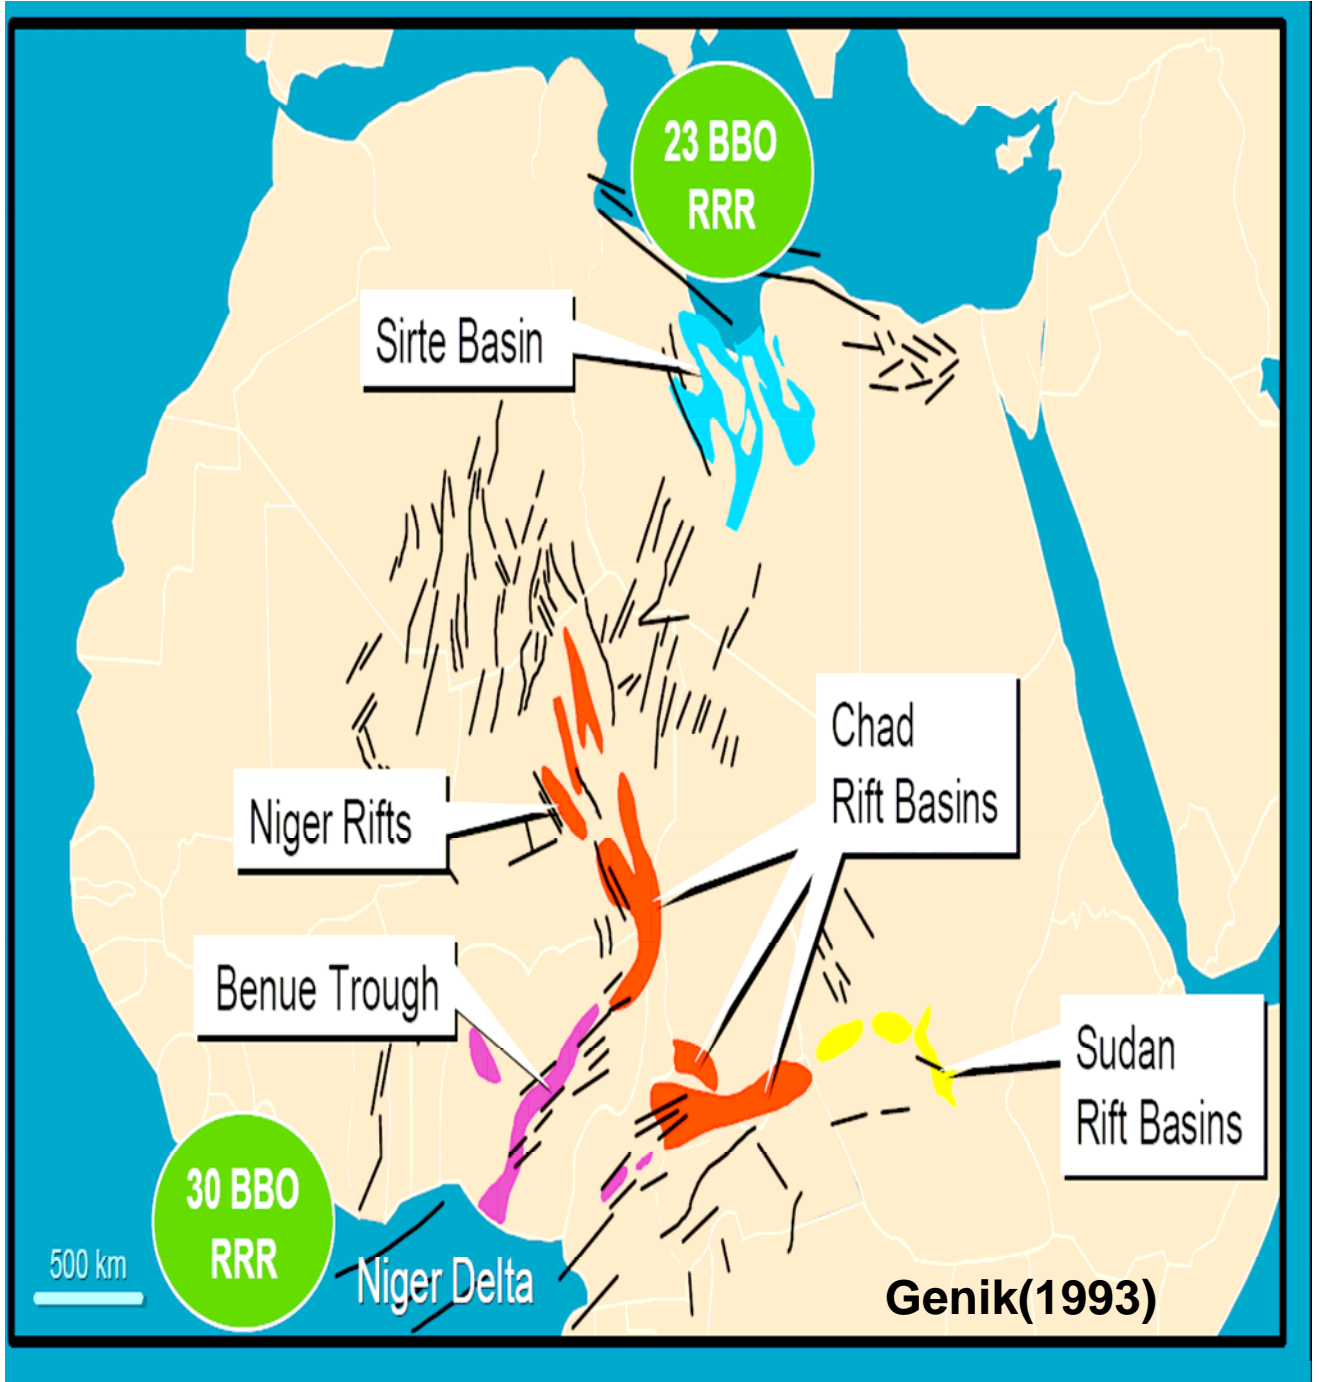 23 BBO
RRR
Sirte Basin
Chad
Rift Basins
Niger Rifts
Benue Trough
Sudan
Rift Basins
30 BBO
RRR
500 km
Niger Delta
Genik(1993)